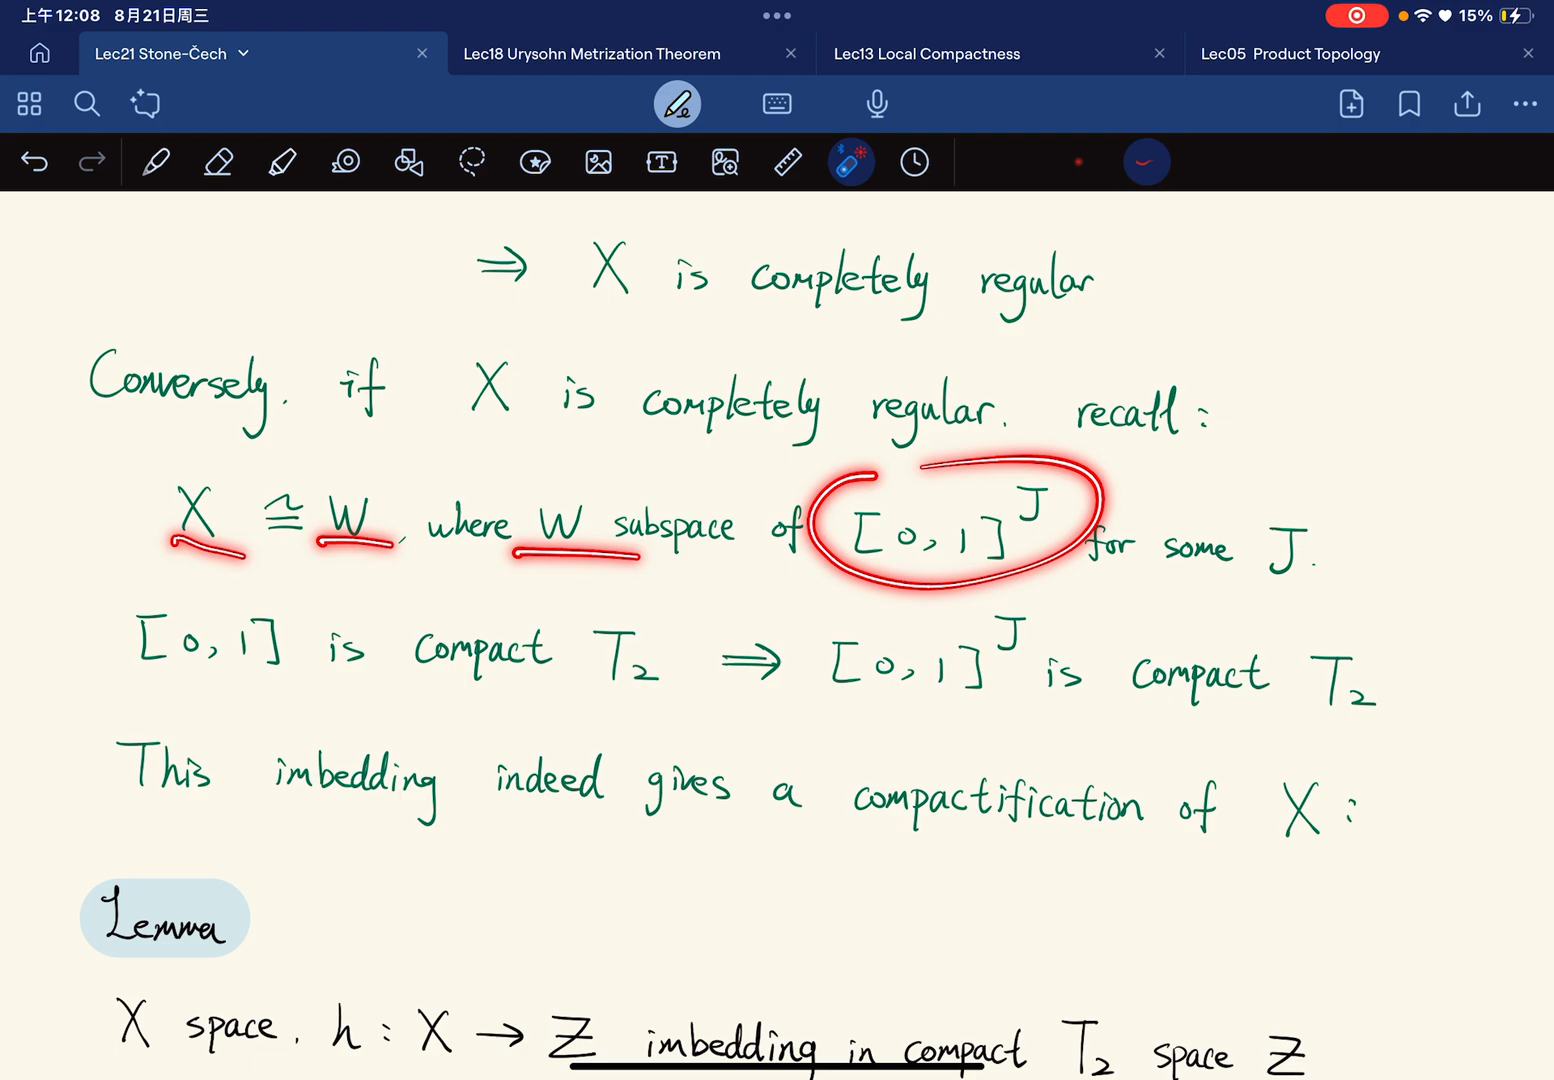 上午12:08 8月21日周三
15%
Lec21 Stone-Čech
Lec18 Urysohn Metrization Theorem
Lec13 Local Compactness
Lec05 Product Topology
⇒ X is completely regular
Conversely, if X is completely regular. recall:
X ≅ W, where W subspace of [0,1]^J for some J.
[0,1] is compact T₂ ⇒ [0,1]^J is compact T₂
This imbedding indeed gives a compactification of X:
Lemma
X space. h: X → Z imbedding in compact T₂ space Z